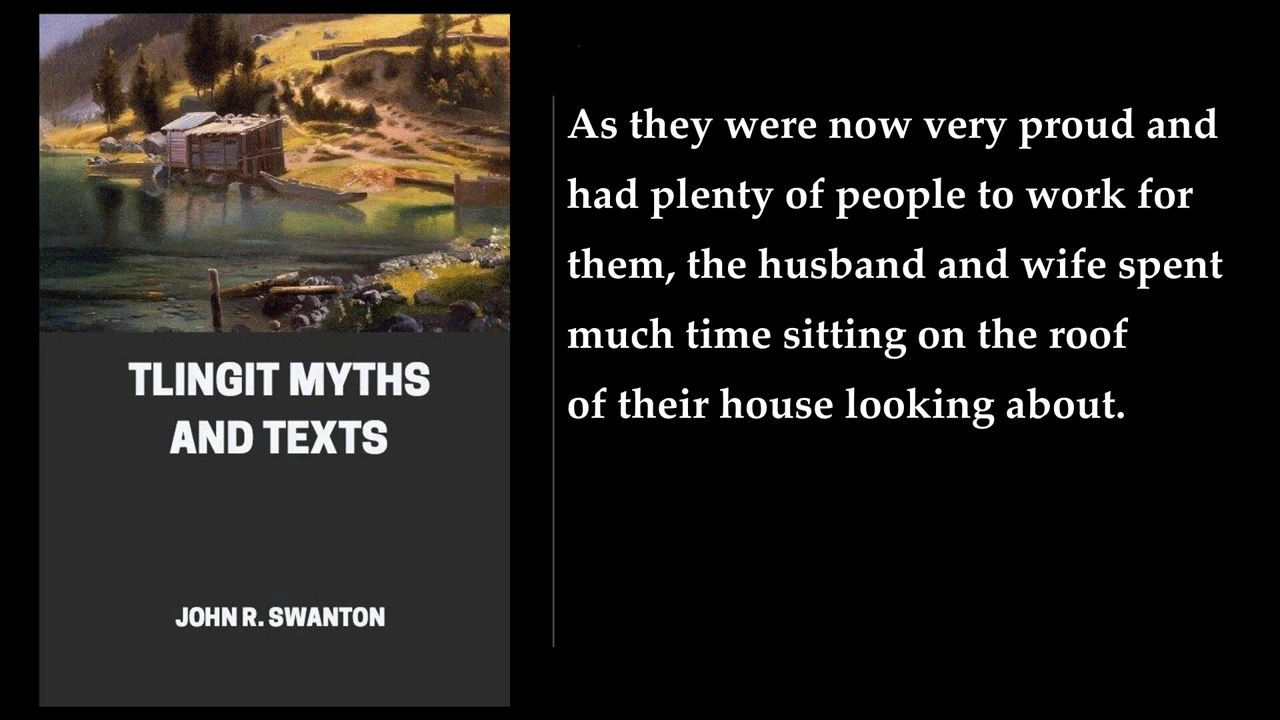 TLINGIT MYTHS
AND TEXTS
JOHN R. SWANTON
As they were now very proud and
had plenty of people to work for
them, the husband and wife spent
much time sitting on the roof
of their house looking about.